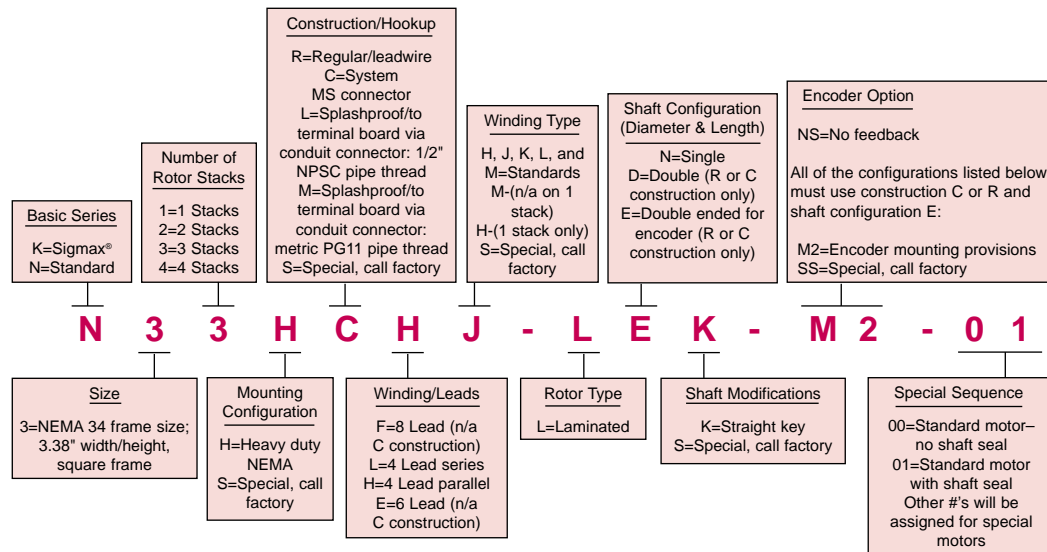 Construction/Hookup
R=Regular/leadwire
C=System
MS connector
L=Splashproof/to
terminal board via
conduit connector: 1/2"
NPSC pipe thread
M=Splashproof/to
terminal board via
conduit connector:
metric PG11 pipe thread
S=Special, call factory
Basic Series
K=Sigmax®
N=Standard
Number of
Rotor Stacks
1=1 Stacks
2=2 Stacks
3=3 Stacks
4=4 Stacks
Winding Type
H, J, K, L, and
M=Standards
M-(n/a on 1
stack)
H-(1 stack only)
S=Special, call
factory
Shaft Configuration
(Diameter & Length)
N=Single
D=Double (R or C
construction only)
E=Double ended for
encoder (R or C
construction only)
Encoder Option
NS=No feedback
All of the configurations listed below
must use construction C or R and
shaft configuration E:
M2=Encoder mounting provisions
SS=Special, call factory
N 3 3 H C H J - L E K - M 2 - 0 1
Size
3=NEMA 34 frame size;
3.38" width/height,
square frame
Mounting
Configuration
H=Heavy duty
NEMA
S=Special, call
factory
Winding/Leads
F=8 Lead (n/a
C construction)
L=4 Lead series
H=4 Lead parallel
E=6 Lead (n/a
C construction)
Rotor Type
L=Laminated
Shaft Modifications
K=Straight key
S=Special, call factory
Special Sequence
00=Standard motor–
no shaft seal
01=Standard motor
with shaft seal
Other #'s will be
assigned for special
motors